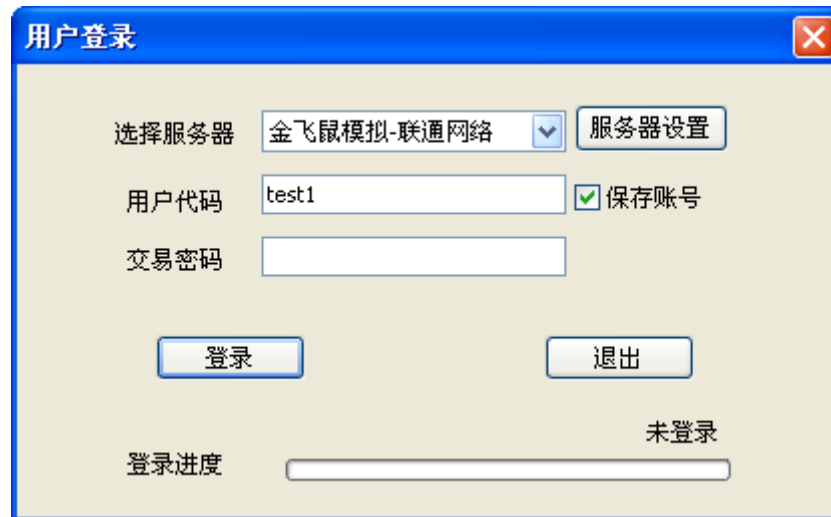 用户登录
选择服务器 金飞鼠模拟-联通网络 服务器设置
用户代码 test1 保存账号
交易密码
登录 退出
未登录
登录进度